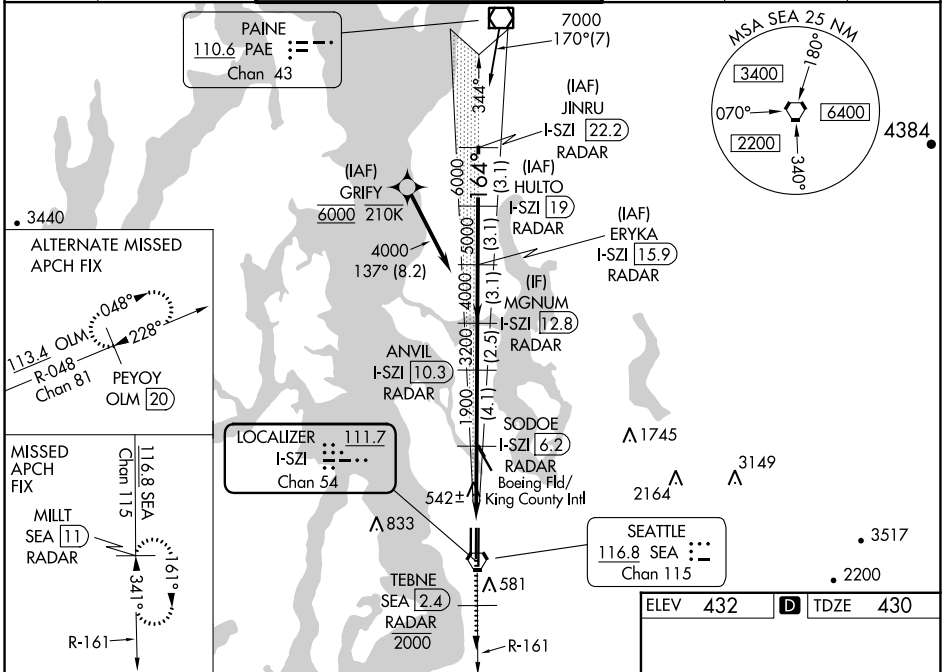 PAINE
110.6 PAE
Chan 43
7000
170°(7)
344°
MSA SEA 25 NM
180°
3400
070°
6400
2200
340°
4384
(IAF)
JINRU
I-SZI 22.2
RADAR
164°
6000
(3.1)
(IAF)
HULTO
I-SZI 19
RADAR
(IAF)
GRIFY
6000 210K
4000
137° (8.2)
5000
(3.1)
(IAF)
ERYKA
I-SZI 15.9
RADAR
3440
ALTERNATE MISSED
APCH FIX
048°
228°
113.4 OLM
R-048
Chan 81
PEYOY
OLM 20
4000
(3.1)
(IF)
MGNUM
I-SZI 12.8
RADAR
3200
(2.5)
ANVIL
I-SZI 10.3
RADAR
1900
(4.1)
SODOE
I-SZI 6.2
RADAR
Boeing Fld/
King County Intl
LOCALIZER 111.7
I-SZI
Chan 54
542±
1745
2164
3149
MISSED
APCH
FIX
116.8 SEA
Chan 115
MILLT
SEA 11
RADAR
161°
341°
R-161
833
SEATTLE
116.8 SEA
Chan 115
3517
2200
TEBNE
SEA 2.4
RADAR
2000
581
R-161
ELEV 432 D TDZE 430